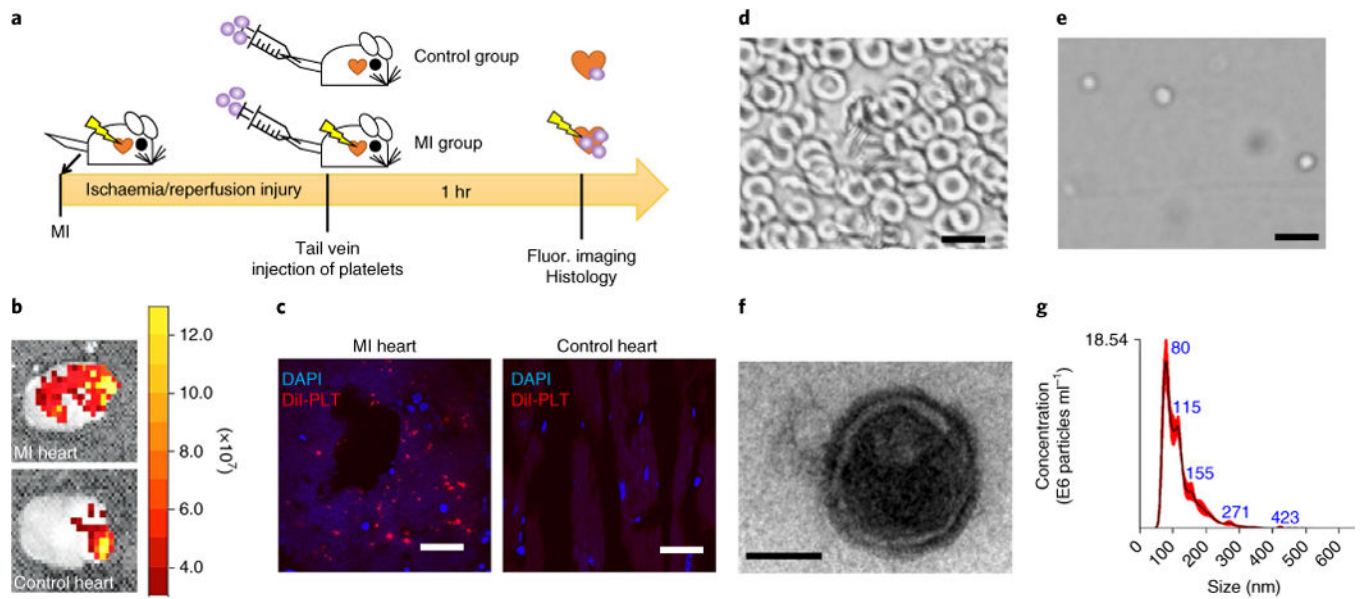 a
Control group
MI group
Ischaemia/reperfusion injury
1 hr
MI
Tail vein
injection of platelets
Fluor. imaging
Histology
b
MI heart
Control heart
12.0
10.0
8.0
6.0
4.0
(×10⁷)
c
MI heart
DAPI
DiI-PLT
Control heart
DAPI
DiI-PLT
d
e
f
g
18.54
80
115
155
271
423
Concentration
(E6 particles ml⁻¹)
0
100
200
300
400
500
600
Size (nm)